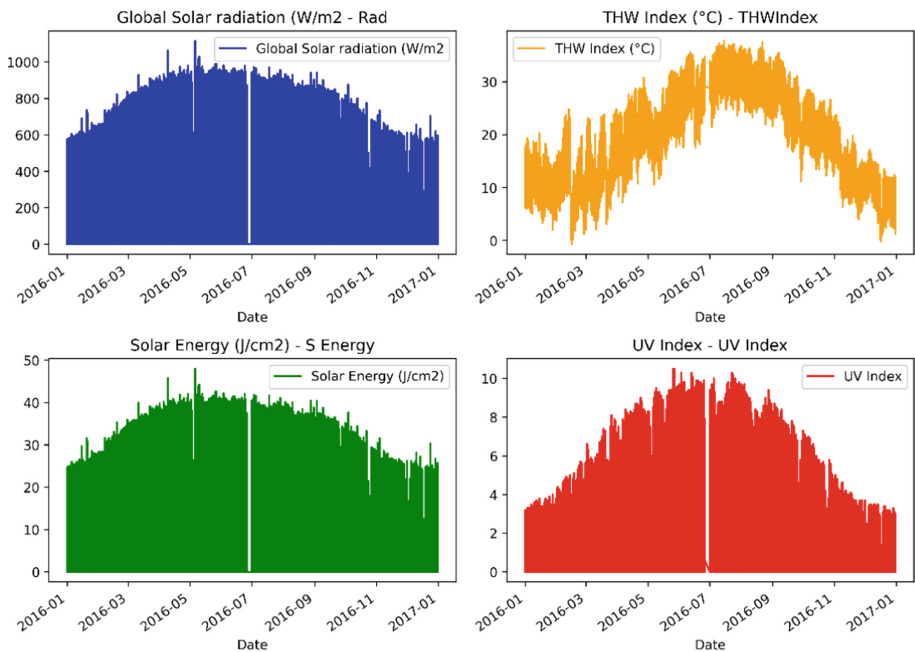 Global Solar radiation (W/m2 - Rad
Global Solar radiation (W/m2
1000
800
600
400
200
0
2016-01 2016-03 2016-05 2016-07 2016-09 2016-11 2017-01
Date
THW Index (°C) - THWIndex
THW Index (°C)
30
20
10
0
2016-01 2016-03 2016-05 2016-07 2016-09 2016-11 2017-01
Date
Solar Energy (J/cm2) - S Energy
Solar Energy (J/cm2)
50
40
30
20
10
0
2016-01 2016-03 2016-05 2016-07 2016-09 2016-11 2017-01
Date
UV Index - UV Index
UV Index
10
8
6
4
2
0
2016-01 2016-03 2016-05 2016-07 2016-09 2016-11 2017-01
Date